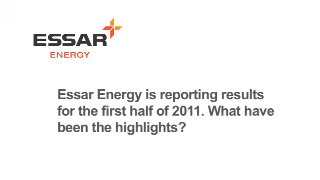 ESSAR
ENERGY
Essar Energy is reporting results
for the first half of 2011. What have
been the highlights?